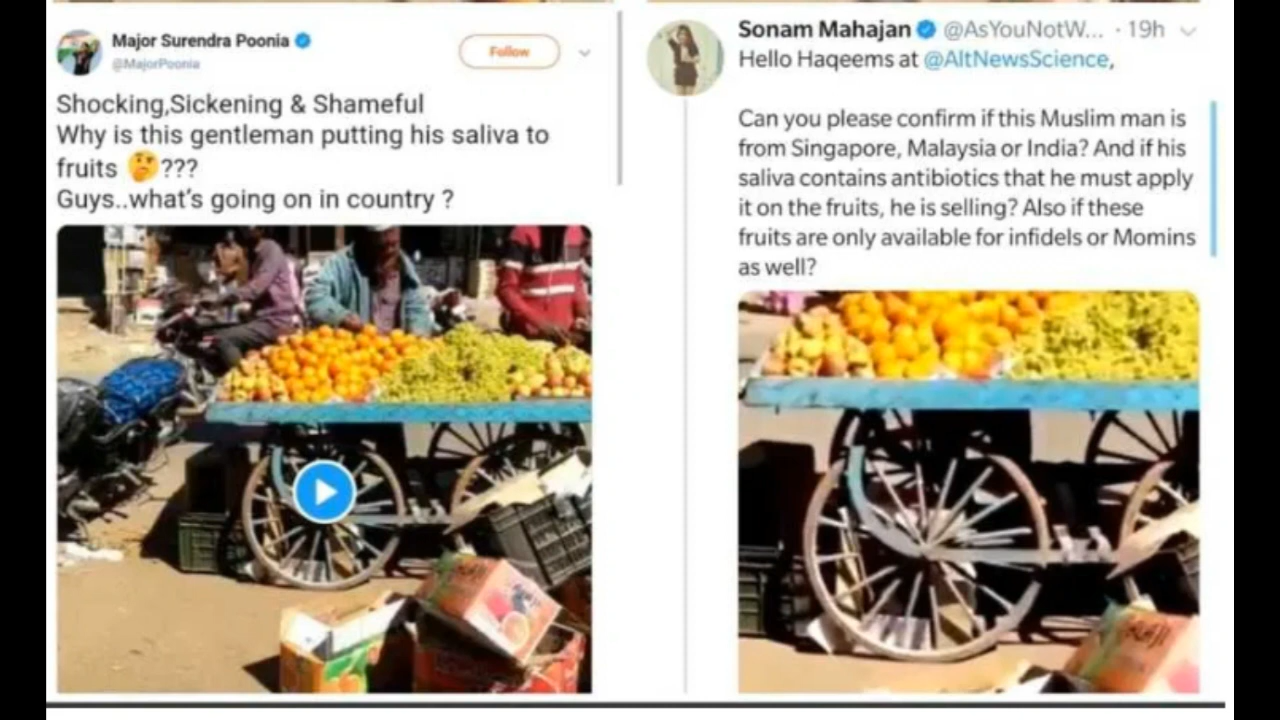 Major Surendra Poonia
@MajorPoonia
Follow
Shocking,Sickening & Shameful
Why is this gentleman putting his saliva to
fruits 🤔???
Guys..what's going on in country ?
Sonam Mahajan @AsYouNotW... · 19h
Hello Haqeems at @AltNewsScience,
Can you please confirm if this Muslim man is
from Singapore, Malaysia or India? And if his
saliva contains antibiotics that he must apply
it on the fruits, he is selling? Also if these
fruits are only available for infidels or Momins
as well?